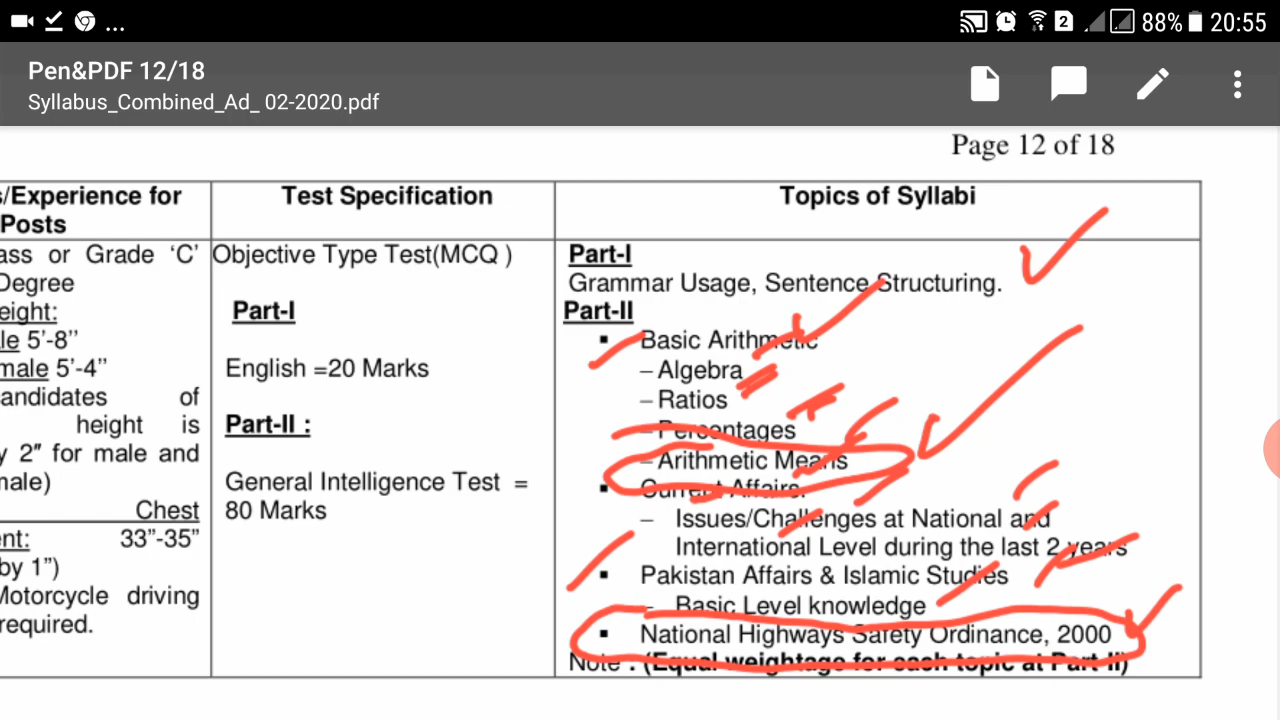 ... 2 88% 20:55
Pen&PDF 12/18
Syllabus_Combined_Ad_ 02-2020.pdf
Page 12 of 18
s/Experience for
Posts
ass or Grade ‘C’
Degree
eight:
le 5’-8’’
male 5’-4’’
andidates of
height is
y 2″ for male and
male)
Chest
ent: 33”-35”
by 1”)
Motorcycle driving
required.
Test Specification
Objective Type Test(MCQ )
Part-I
English =20 Marks
Part-II :
General Intelligence Test =
80 Marks
Topics of Syllabi
Part-I
Grammar Usage, Sentence Structuring.
Part-II
▪ Basic Arithmetic
– Algebra
– Ratios
– Percentages
– Arithmetic Means
▪ Current Affairs.
– Issues/Challenges at National and
International Level during the last 2 years
▪ Pakistan Affairs & Islamic Studies
– Basic Level knowledge
▪ National Highways Safety Ordinance, 2000
Note : (Equal weightage for each topic at Part-II)